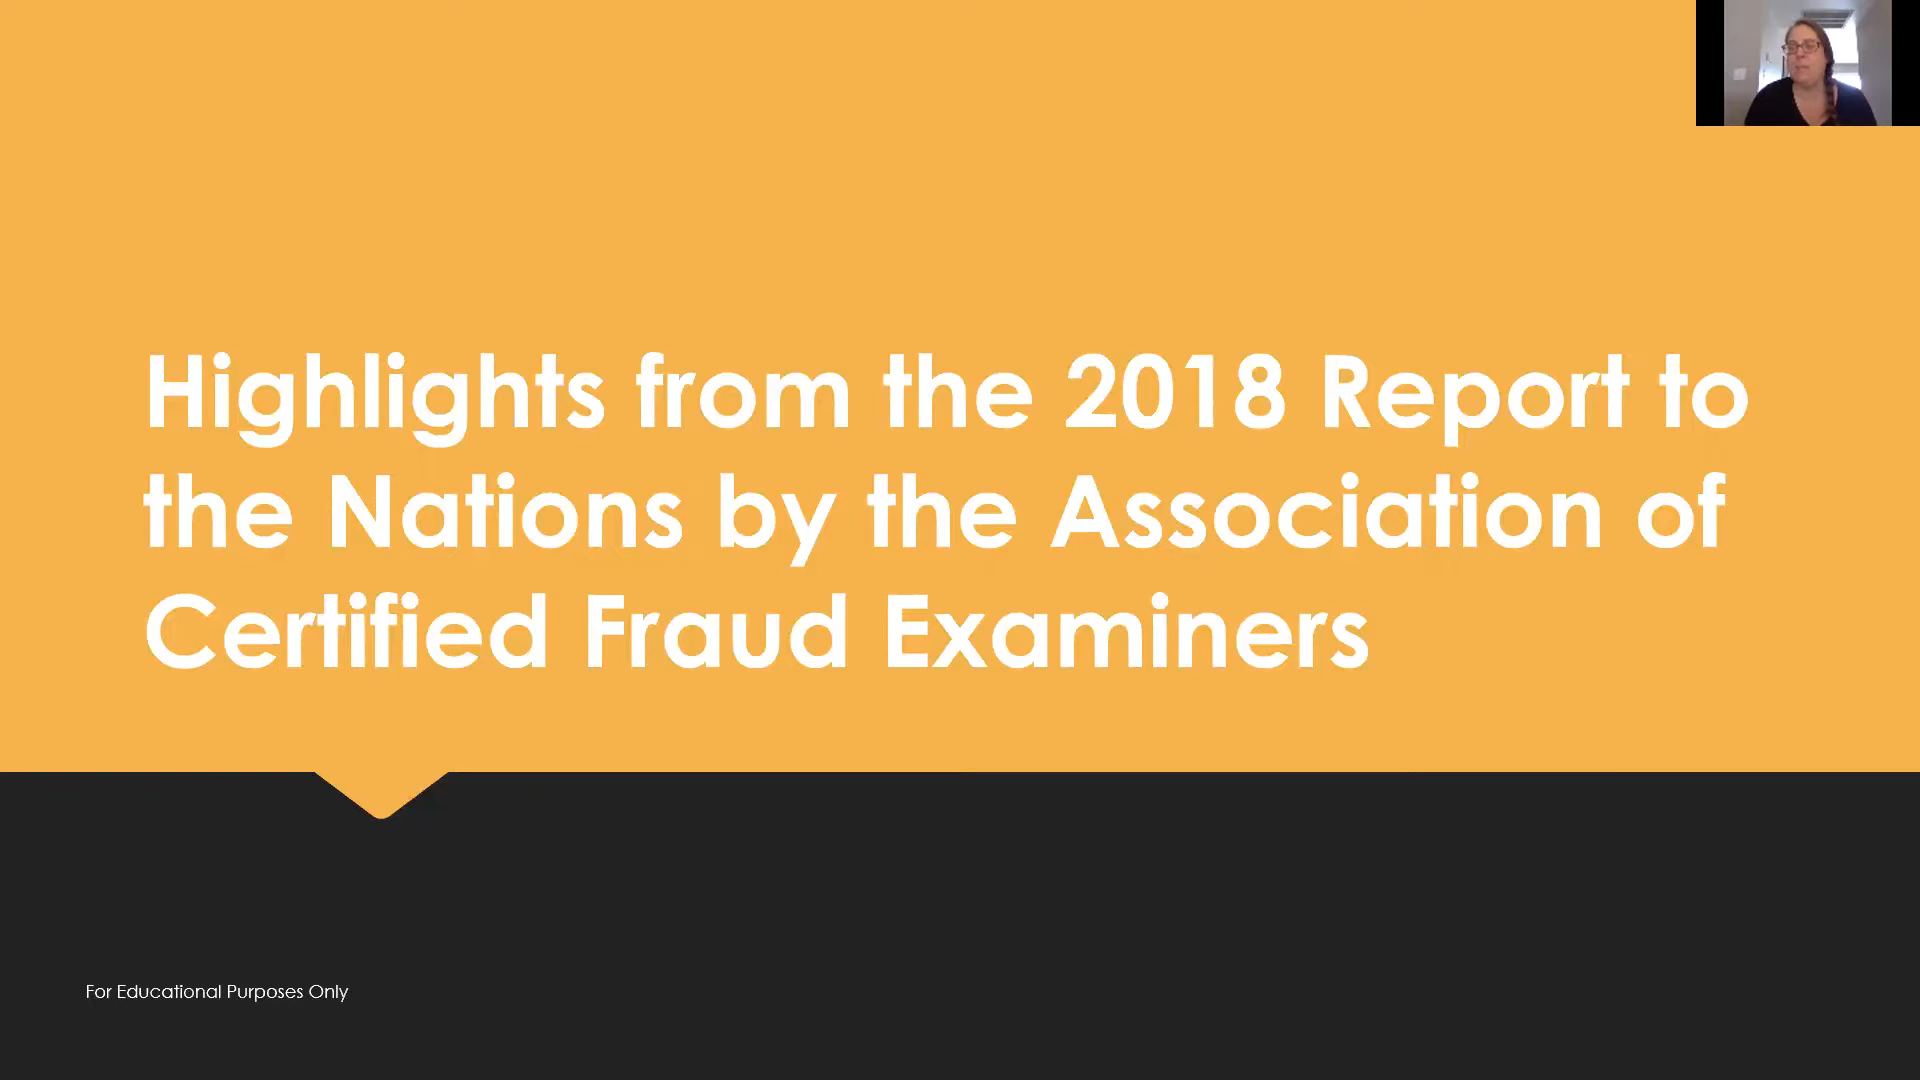 Highlights from the 2018 Report to
the Nations by the Association of
Certified Fraud Examiners
For Educational Purposes Only